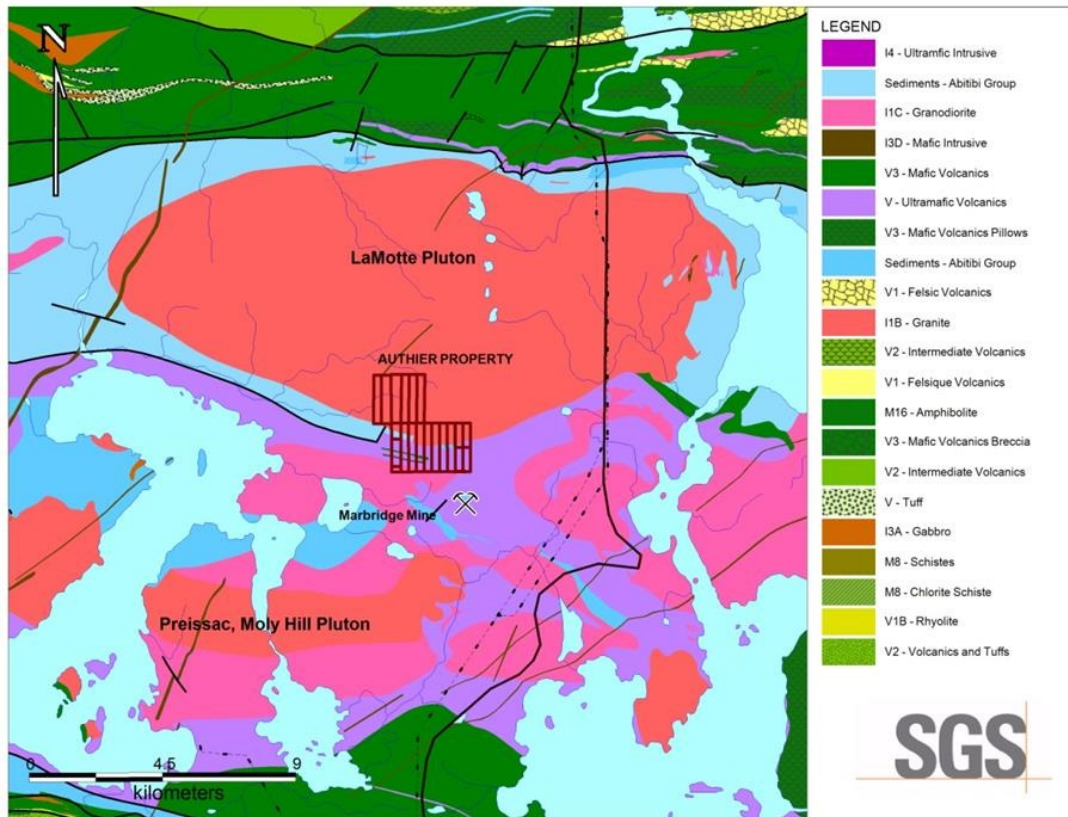 N
LaMotte Pluton
AUTHIER PROPERTY
Marbridge Mine
Preissac, Moly Hill Pluton
0 4.5 9
kilometers
LEGEND
I4 - Ultramfic Intrusive
Sediments - Abitibi Group
I1C - Granodiorite
I3D - Mafic Intrusive
V3 - Mafic Volcanics
V - Ultramafic Volcanics
V3 - Mafic Volcanics Pillows
Sediments - Abitibi Group
V1 - Felsic Volcanics
I1B - Granite
V2 - Intermediate Volcanics
V1 - Felsique Volcanics
M16 - Amphibolite
V3 - Mafic Volcanics Breccia
V2 - Intermediate Volcanics
V - Tuff
I3A - Gabbro
M8 - Schistes
M8 - Chlorite Schiste
V1B - Rhyolite
V2 - Volcanics and Tuffs
SGS